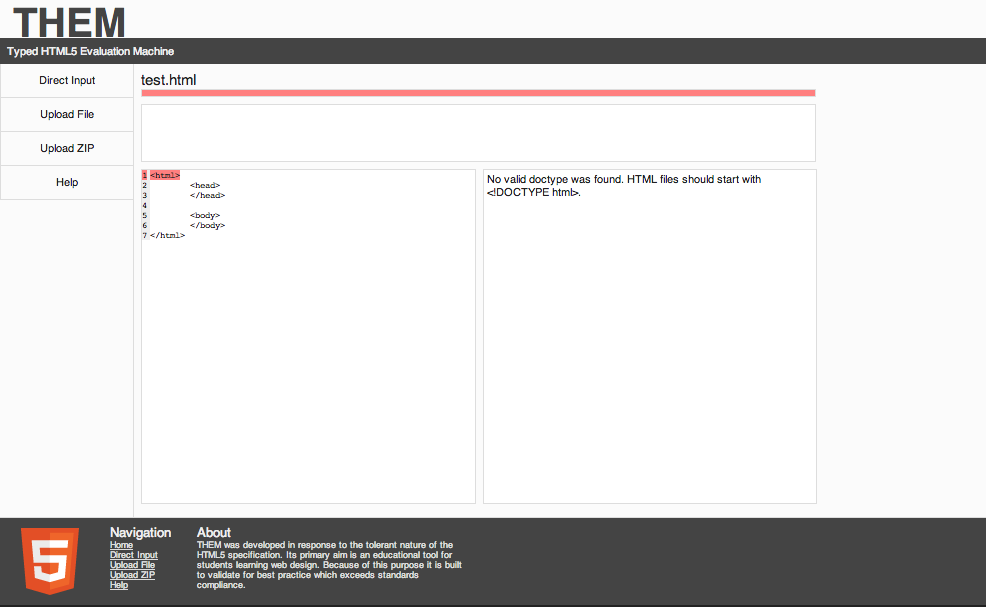 THEM
Typed HTML5 Evaluation Machine
Direct Input
Upload File
Upload ZIP
Help
test.html
1 <html>
2 <head>
3 </head>
4
5 <body>
6 </body>
7 </html>
No valid doctype was found. HTML files should start with
<!DOCTYPE html>.
5
Navigation
Home
Direct Input
Upload File
Upload ZIP
Help
About
THEM was developed in response to the tolerant nature of the
HTML5 specification. Its primary aim is an educational tool for
students learning web design. Because of this purpose it is built
to validate for best practice which exceeds standards
compliance.